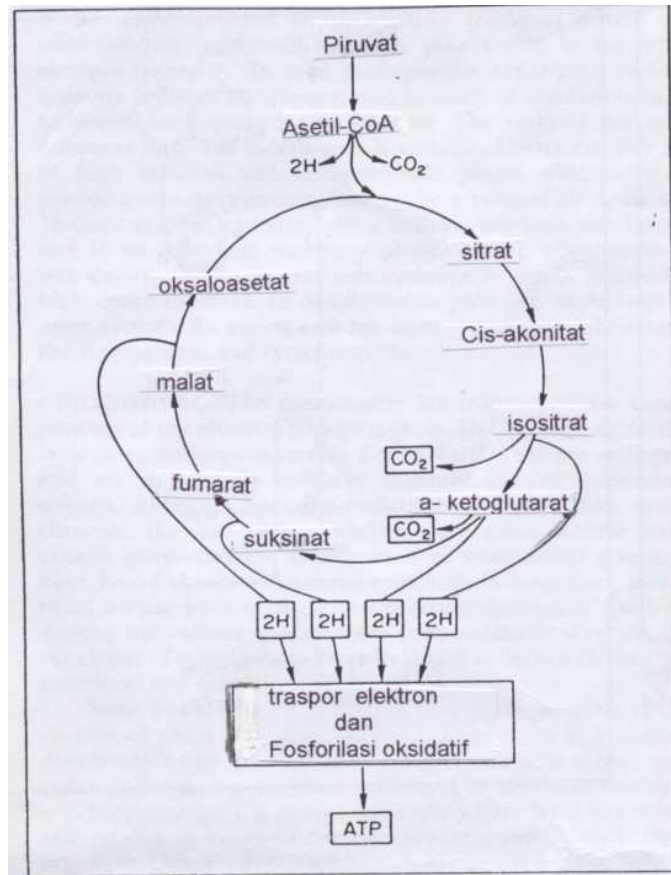 Piruvat
Asetil-CoA
2H
CO₂
sitrat
oksaloasetat
Cis-akonitat
malat
isositrat
CO₂
fumarat
a- ketoglutarat
CO₂
suksinat
2H
2H
2H
2H
traspor elektron
dan
Fosforilasi oksidatif
ATP